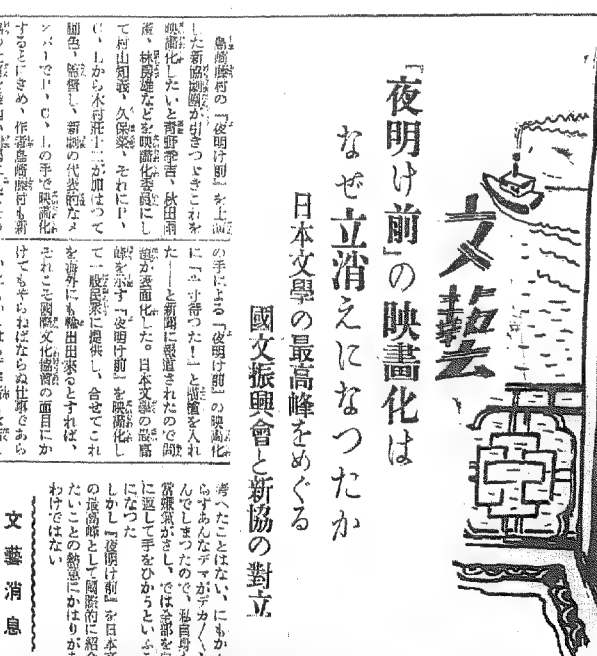 文藝
『夜明け前』の映畫化は
なぜ立消えになつたか
日本文學の最高峰をめぐる
國文振興會と新協の對立
島崎藤村の『夜明け前』を上演
した新協劇團が引きつゞきこれを
映畫化したいと青野季吉、秋田雨
雀、林房雄などを映畫化委員にし
て村山知義、久保榮、それにP・
C・Lから木村莊十二が加はつて
脚色、監督し、新劇の代表的なメ
ンバーでP・C・Lの手で映畫化
するときめ、作者島崎藤村も新
の手による『夜明け前』の映畫化
に『一寸待つた！』と横槍を入れ
た——と新聞に報道されたので問
題が表面化した。日本文學の最高
峰を示す『夜明け前』を映畫化し
て一般民衆に提供し、合せてこれ
を海外にも輸出出來るとすれば、
それこそ國際文化協會の面目にか
けてもやらねばならぬ仕事であら
考へたことはない、にもか
らずあんなデマがデカ／＼
んでしまつたので、私自身
當嫌氣がさし、では全部を
に返して手をひかうといふ
になつた
しかし『夜明け前』を日本
の最高峰として國際的に紹
たいことの熱意にかはりが
わけではない
文藝消息